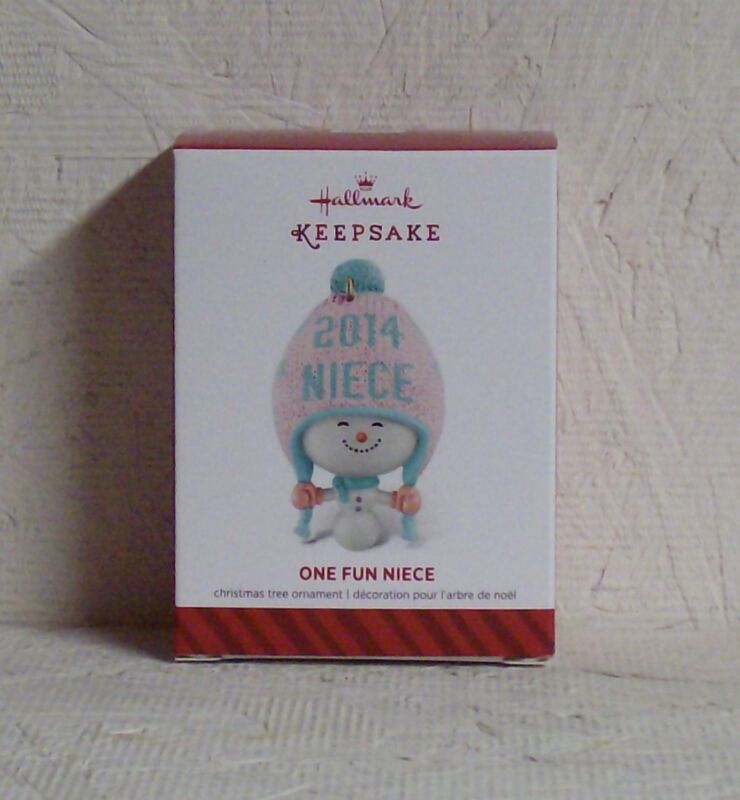 Hallmark
KEEPSAKE
2014
NIECE
ONE FUN NIECE
christmas tree ornament | décoration pour l'arbre de noël